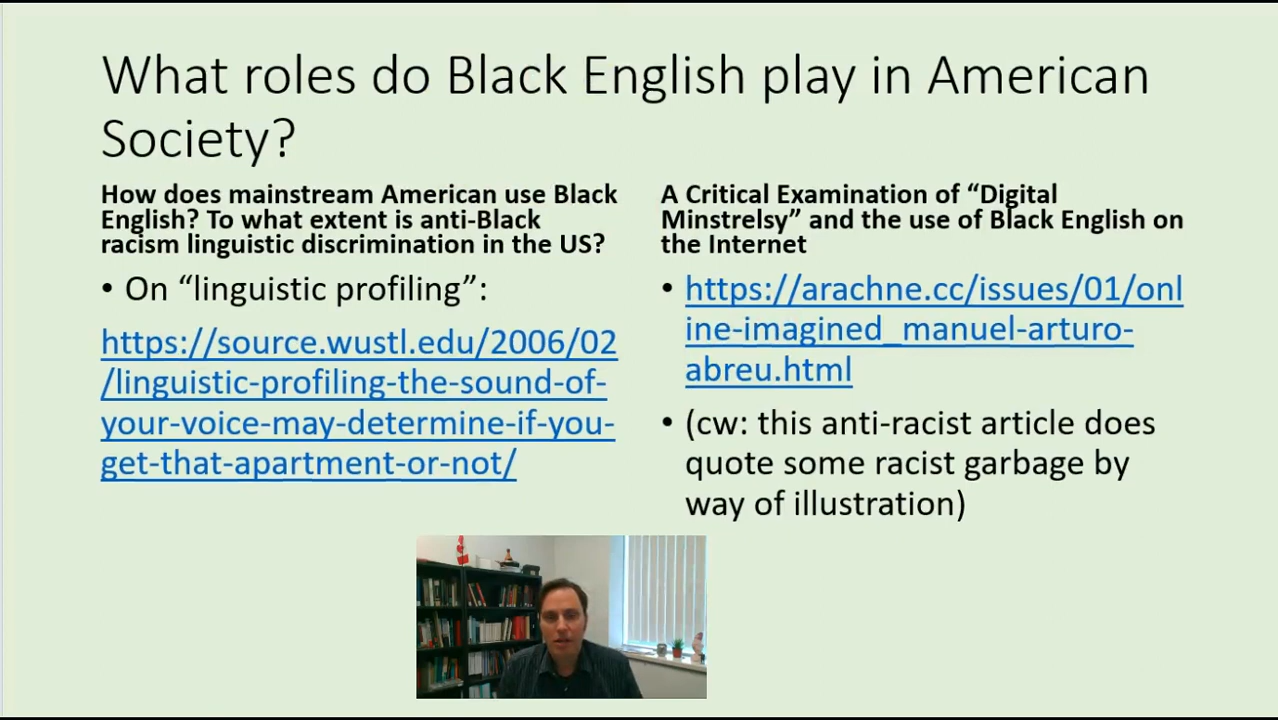 What roles do Black English play in American
Society?
How does mainstream American use Black
English? To what extent is anti-Black
racism linguistic discrimination in the US?
• On “linguistic profiling”:
https://source.wustl.edu/2006/02
/linguistic-profiling-the-sound-of-
your-voice-may-determine-if-you-
get-that-apartment-or-not/
A Critical Examination of “Digital
Minstrelsy” and the use of Black English on
the Internet
• https://arachne.cc/issues/01/onl
ine-imagined_manuel-arturo-
abreu.html
• (cw: this anti-racist article does
quote some racist garbage by
way of illustration)